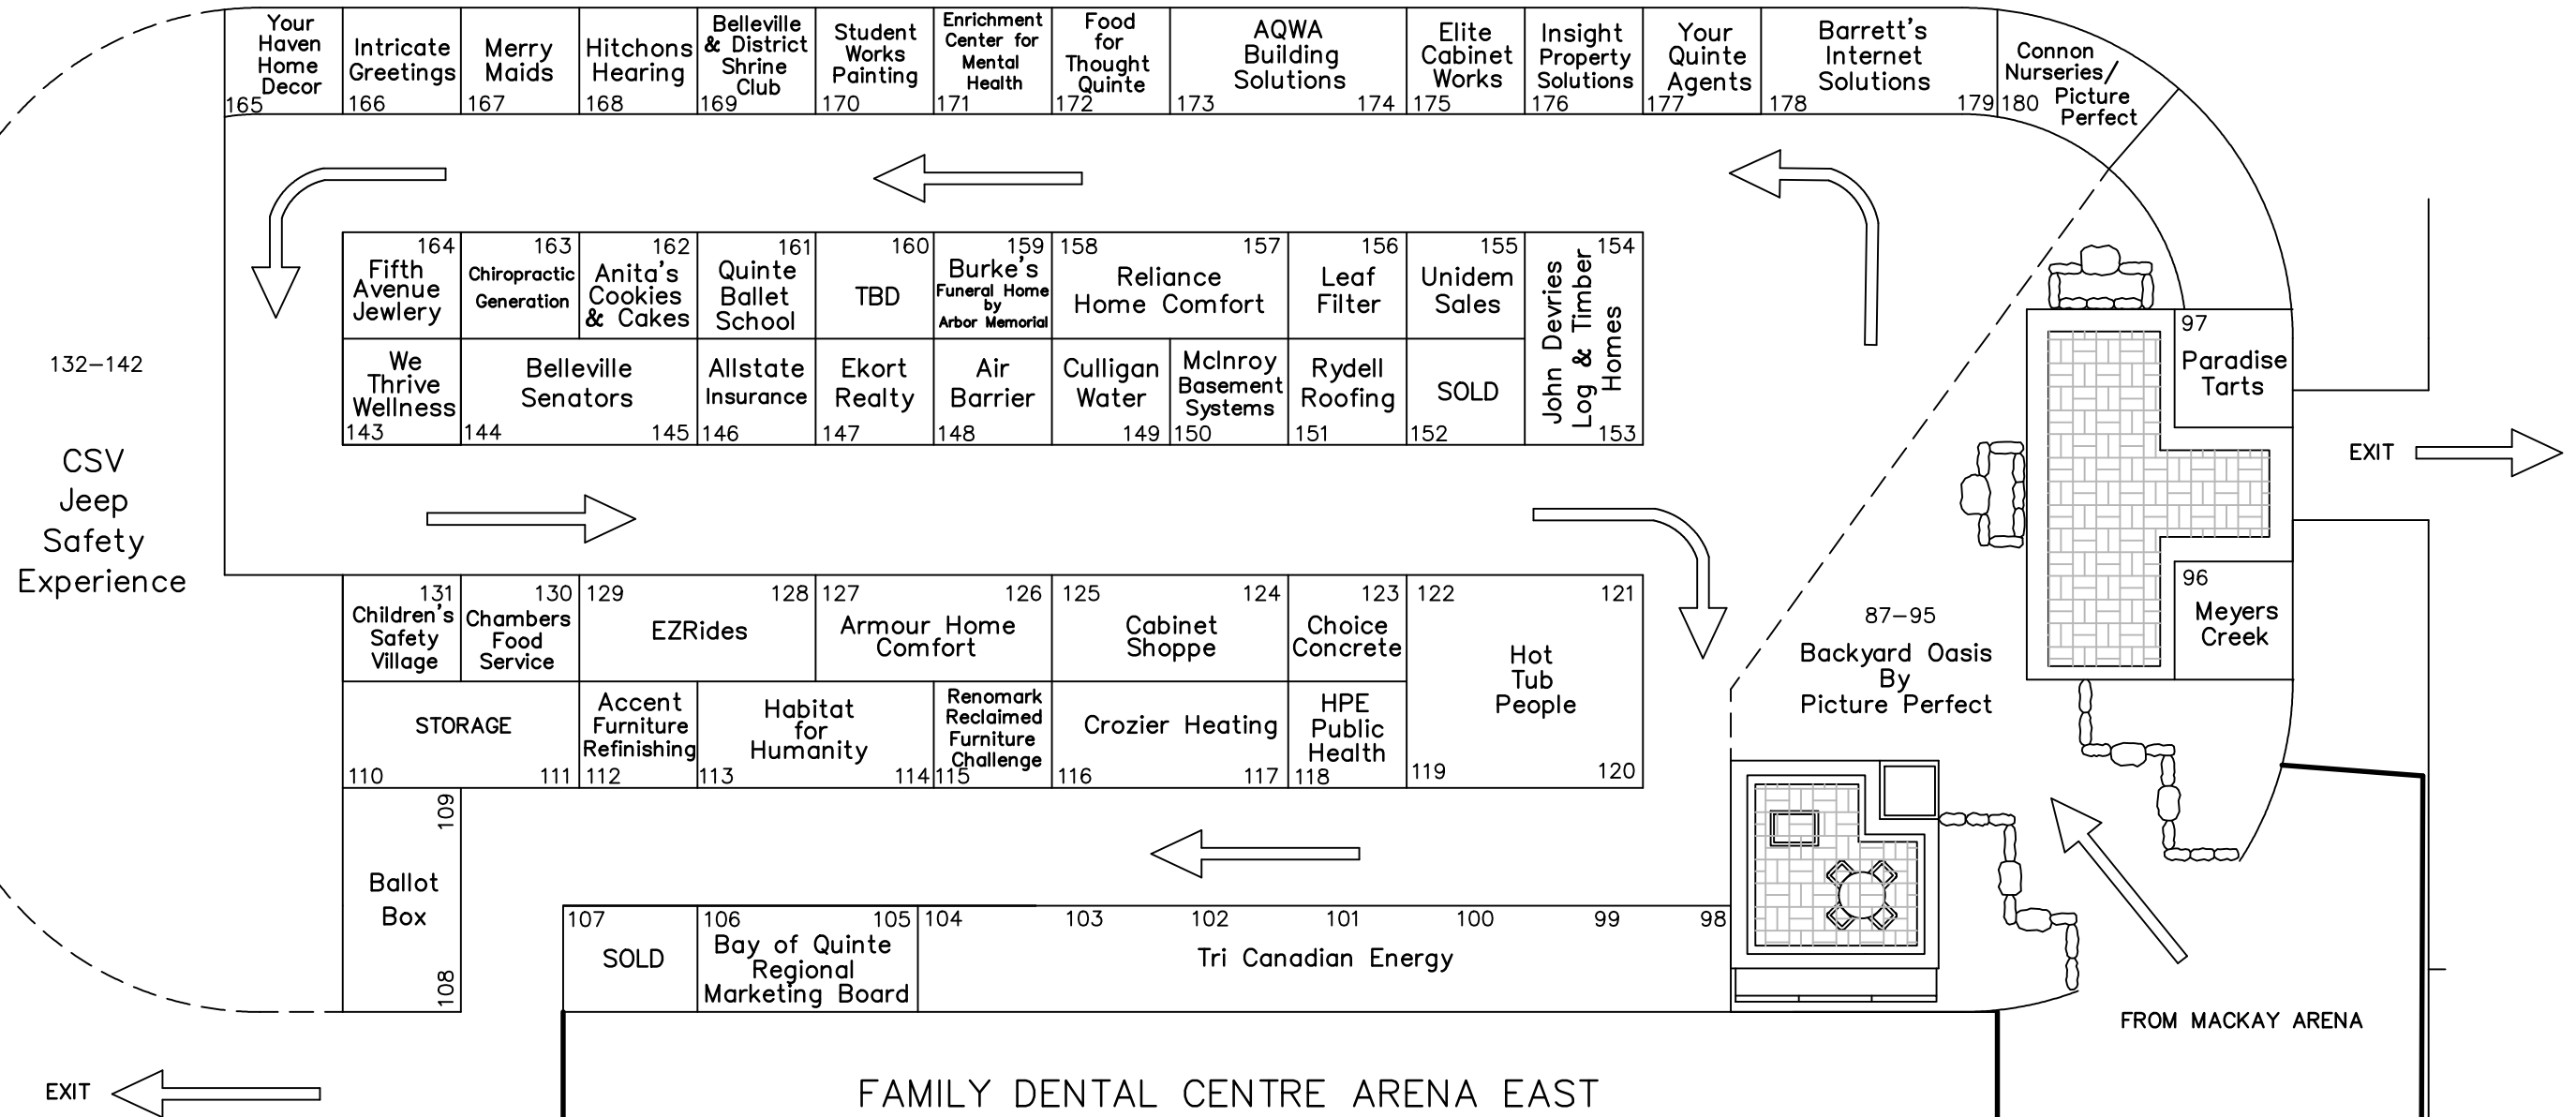 Your
Haven
Home
Decor
165
Intricate
Greetings
166
Merry
Maids
167
Hitchons
Hearing
168
Belleville
& District
Shrine
Club
169
Student
Works
Painting
170
Enrichment
Center for
Mental
Health
171
Food
for
Thought
Quinte
172
AQWA
Building
Solutions
173 174
Elite
Cabinet
Works
175
Insight
Property
Solutions
176
Your
Quinte
Agents
177
Barrett's
Internet
Solutions
178 179
Connon
Nurseries/
Picture
Perfect
180
164
Fifth
Avenue
Jewlery
163
Chiropractic
Generation
162
Anita's
Cookies
& Cakes
161
Quinte
Ballet
School
160
TBD
159
Burke's
Funeral Home
by
Arbor Memorial
158 157
Reliance
Home Comfort
156
Leaf
Filter
155
Unidem
Sales
154
John Devries
Log & Timber
Homes
153
We
Thrive
Wellness
143
Belleville
Senators
144 145
Allstate
Insurance
146
Ekort
Realty
147
Air
Barrier
148
Culligan
Water
149
McInroy
Basement
Systems
150
Rydell
Roofing
151
SOLD
152
132-142
CSV
Jeep
Safety
Experience
97
Paradise
Tarts
EXIT
96
Meyers
Creek
87-95
Backyard Oasis
By
Picture Perfect
131
Children's
Safety
Village
130
Chambers
Food
Service
129 128
EZRides
127 126
Armour Home
Comfort
125 124
Cabinet
Shoppe
123
Choice
Concrete
122 121
Hot
Tub
People
119 120
STORAGE
110 111
Accent
Furniture
Refinishing
112
Habitat
for
Humanity
113 114
Renomark
Reclaimed
Furniture
Challenge
115
Crozier Heating
116 117
HPE
Public
Health
118
109
Ballot
Box
108
107
SOLD
106 105
Bay of Quinte
Regional
Marketing Board
104 103 102 101 100 99 98
Tri Canadian Energy
FROM MACKAY ARENA
EXIT
FAMILY DENTAL CENTRE ARENA EAST